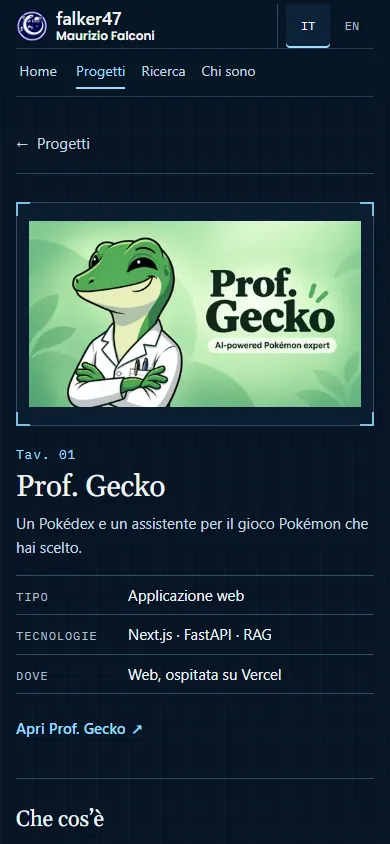 falker47
Maurizio Falconi
IT
EN
Home
Progetti
Ricerca
Chi sono
← Progetti
Prof.
Gecko
AI-powered Pokémon expert
Tav. 01
Prof. Gecko
Un Pokédex e un assistente per il gioco Pokémon che
hai scelto.
TIPO
Applicazione web
TECNOLOGIE
Next.js · FastAPI · RAG
DOVE
Web, ospitata su Vercel
Apri Prof. Gecko ↗
Che cos’è